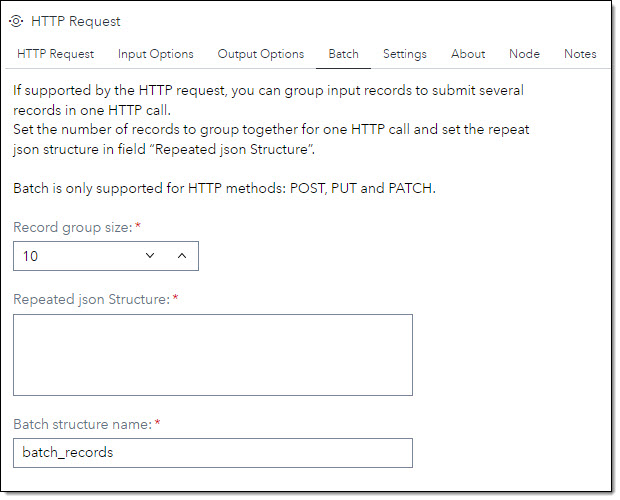 HTTP Request
HTTP Request Input Options Output Options Batch Settings About Node Notes
If supported by the HTTP request, you can group input records to submit several
records in one HTTP call.
Set the number of records to group together for one HTTP call and set the repeat
json structure in field “Repeated json Structure”.
Batch is only supported for HTTP methods: POST, PUT and PATCH.
Record group size: *
10
Repeated json Structure: *
Batch structure name: *
batch_records